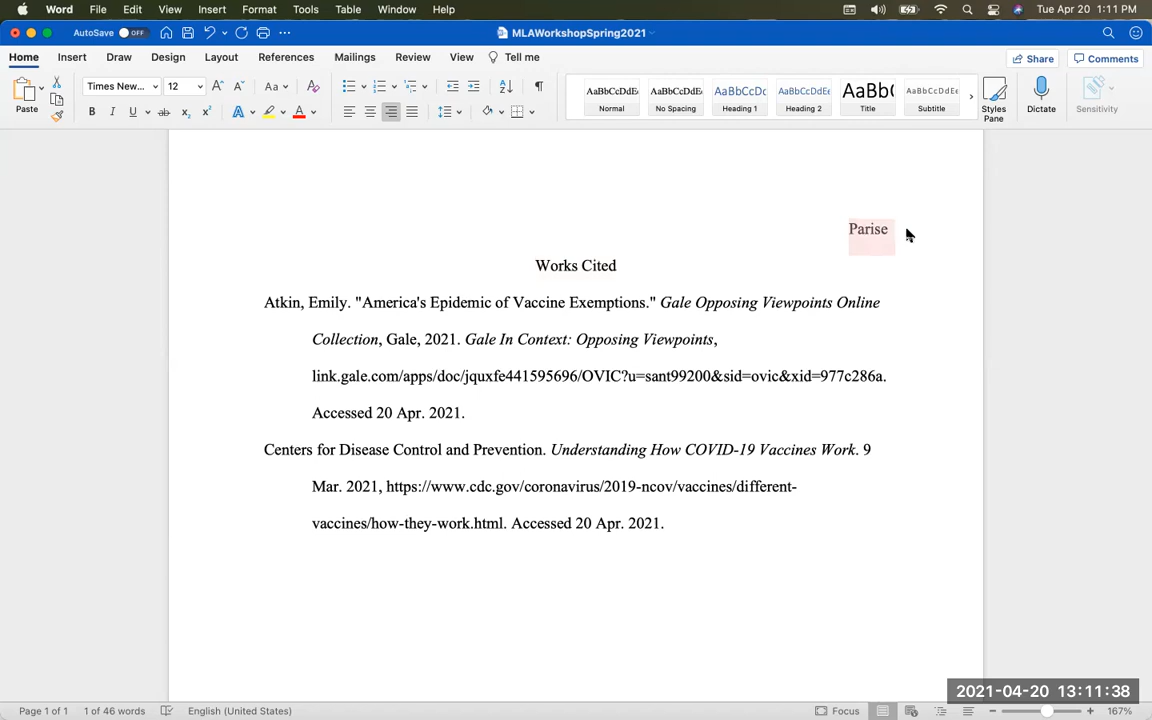 Word File Edit View Insert Format Tools Table Window Help Tue Apr 20 1:11 PM
AutoSave OFF MLAWorkshopSpring2021
Home Insert Draw Design Layout References Mailings Review View Tell me Share Comments
Times New... 12 Aa AaBbCcDdEe AaBbCcDdEe AaBbCcDc AaBbCcDdEe AaBb( AaBbCcDdEe
Paste B I U ab x₂ x² A A Normal No Spacing Heading 1 Heading 2 Title Subtitle Styles Pane Dictate Sensitivity
Parise
Works Cited
Atkin, Emily. "America's Epidemic of Vaccine Exemptions." Gale Opposing Viewpoints Online
Collection, Gale, 2021. Gale In Context: Opposing Viewpoints,
link.gale.com/apps/doc/jquxfe441595696/OVIC?u=sant99200&sid=ovic&xid=977c286a.
Accessed 20 Apr. 2021.
Centers for Disease Control and Prevention. Understanding How COVID-19 Vaccines Work. 9
Mar. 2021, https://www.cdc.gov/coronavirus/2019-ncov/vaccines/different-
vaccines/how-they-work.html. Accessed 20 Apr. 2021.
2021-04-20 13:11:38
Page 1 of 1 1 of 46 words English (United States) Focus 167%